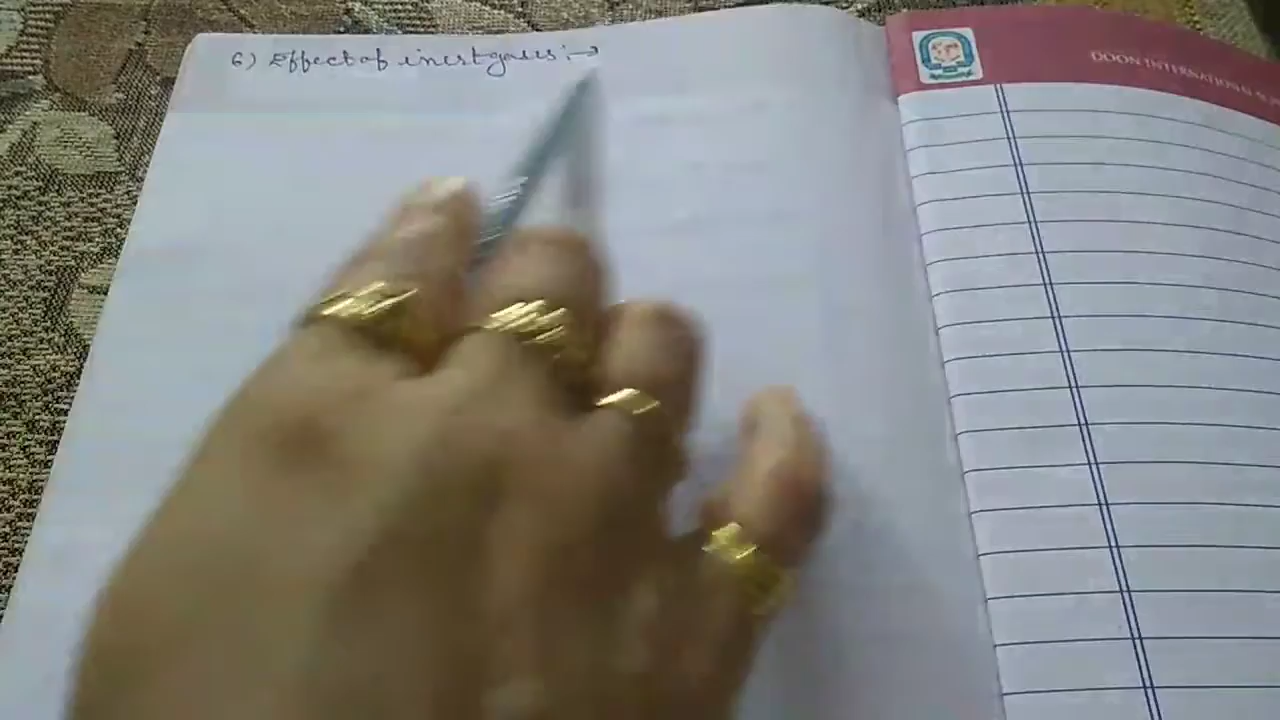 6) Effect of inert gases :→
DOON INTERNATIONAL